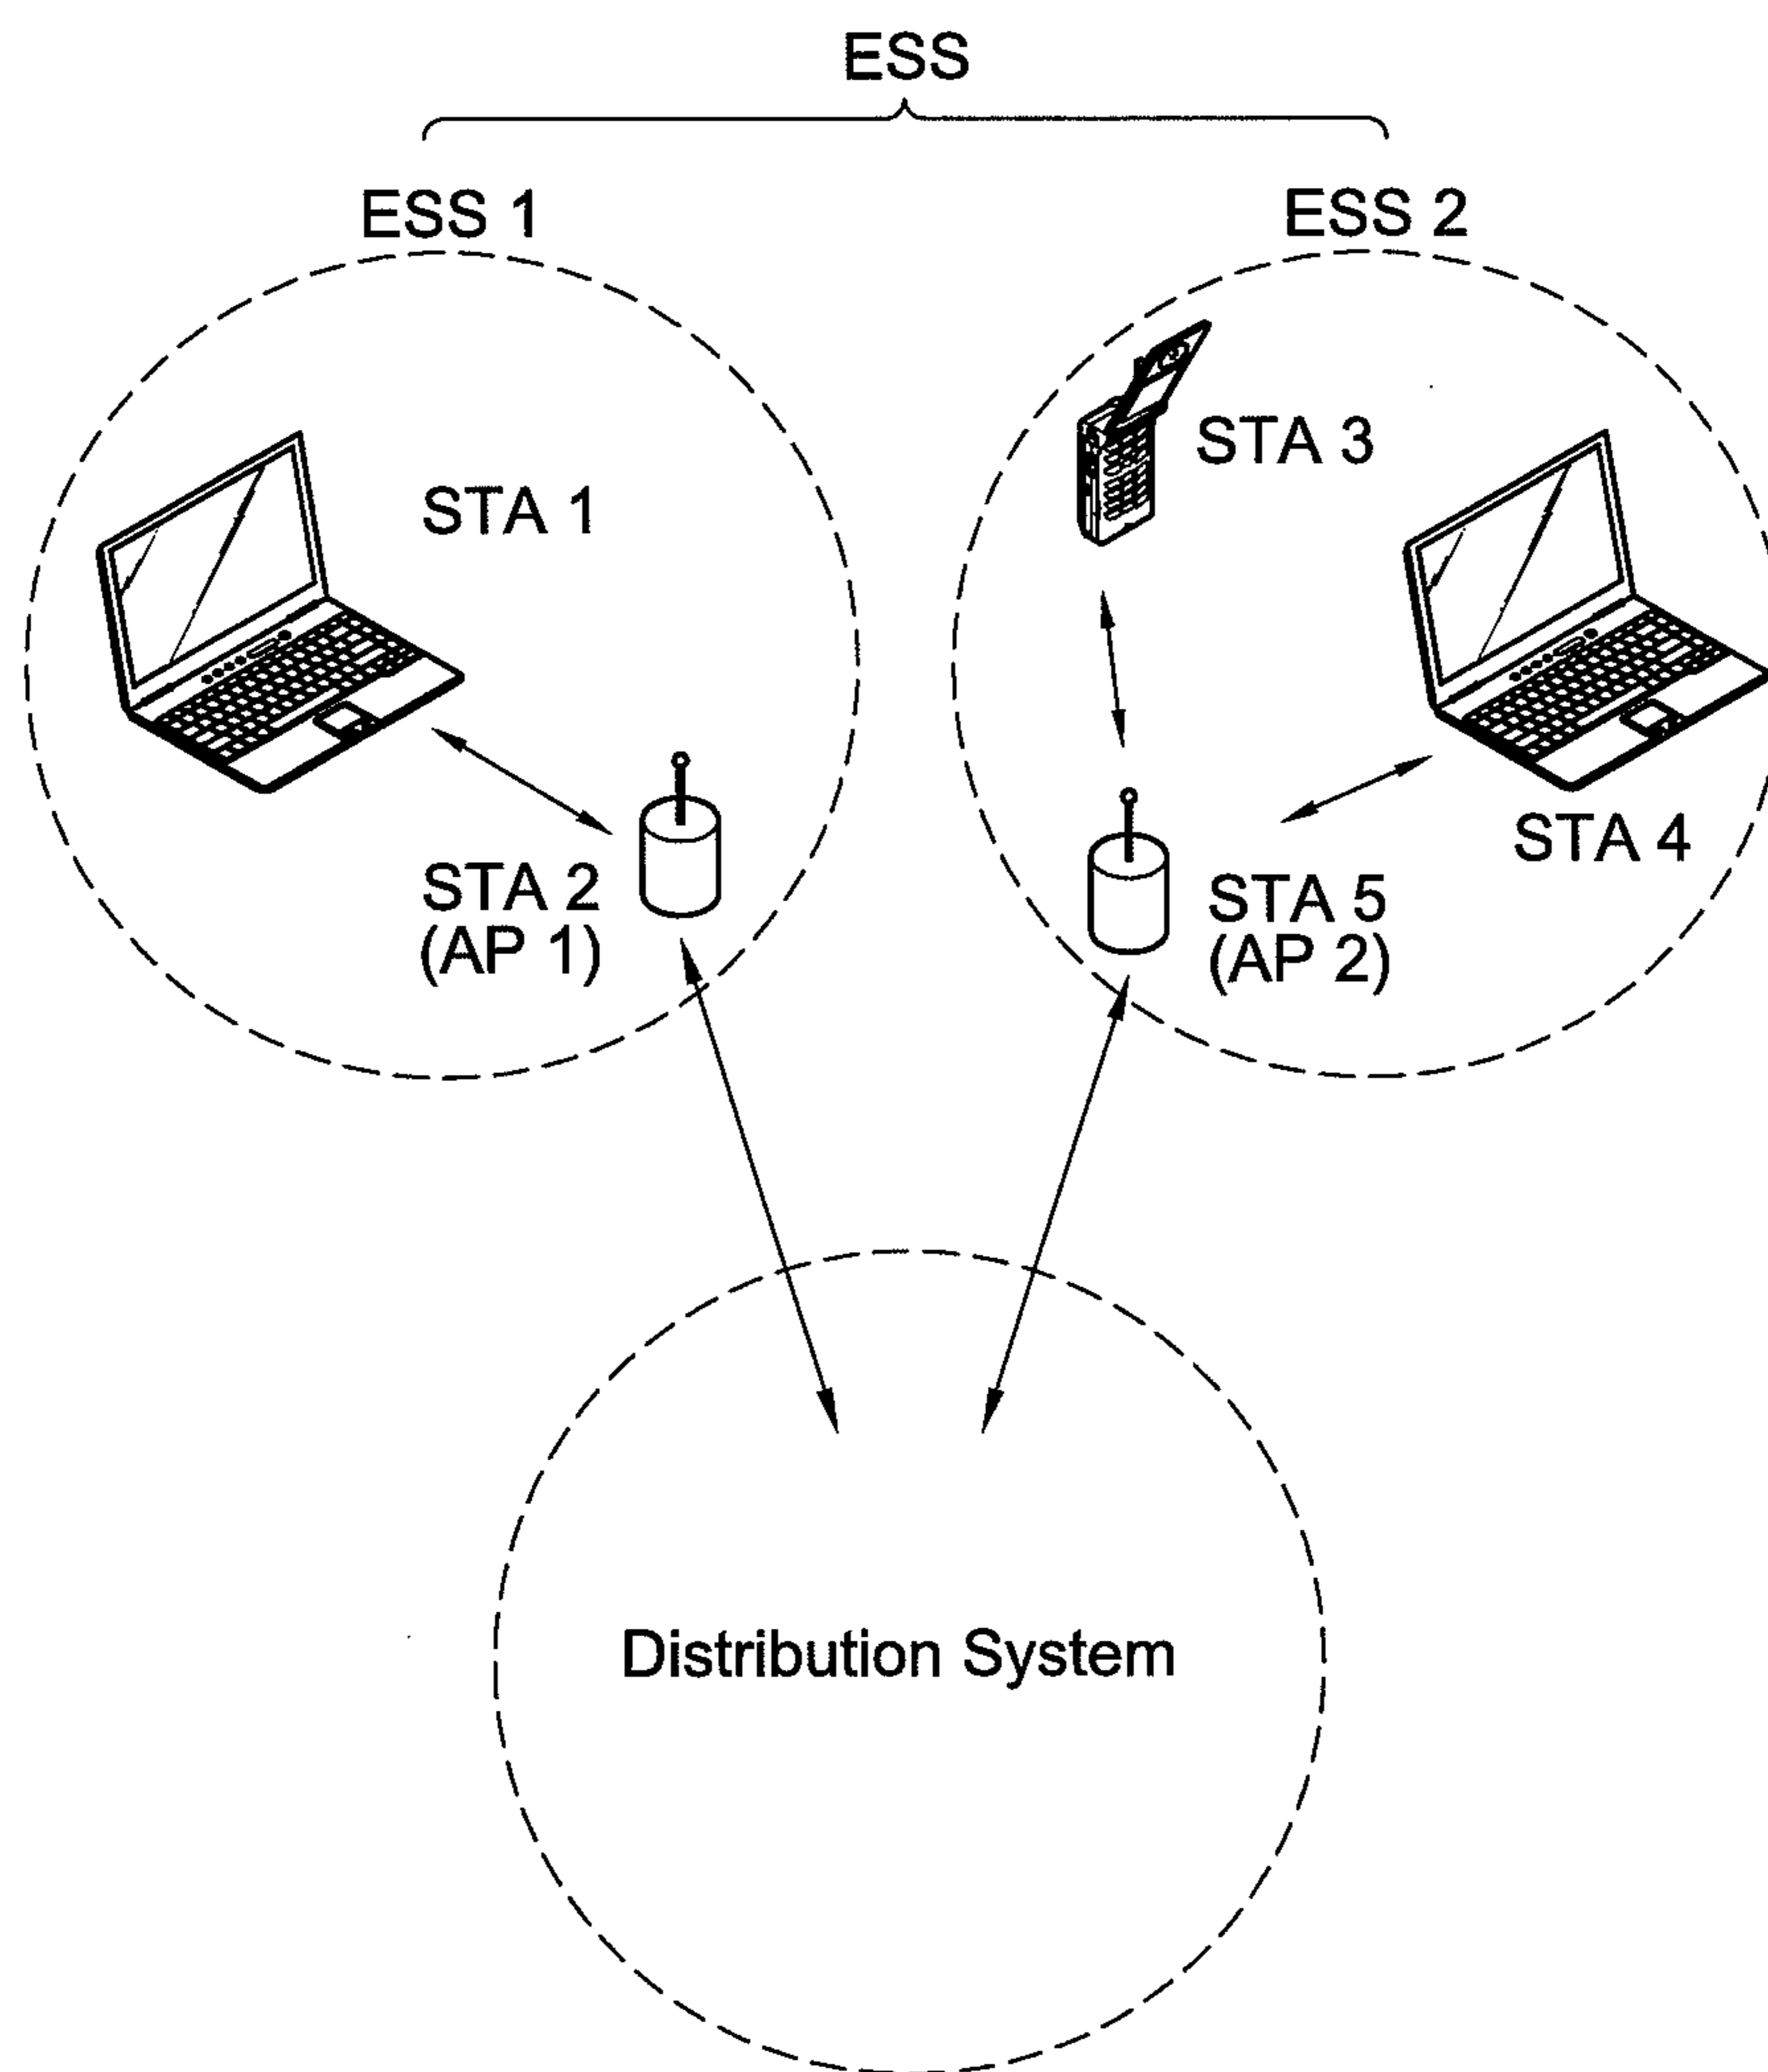 ESS
ESS 1
ESS 2
STA 1
STA 3
STA 2
(AP 1)
STA 4
STA 5
(AP 2)
Distribution System